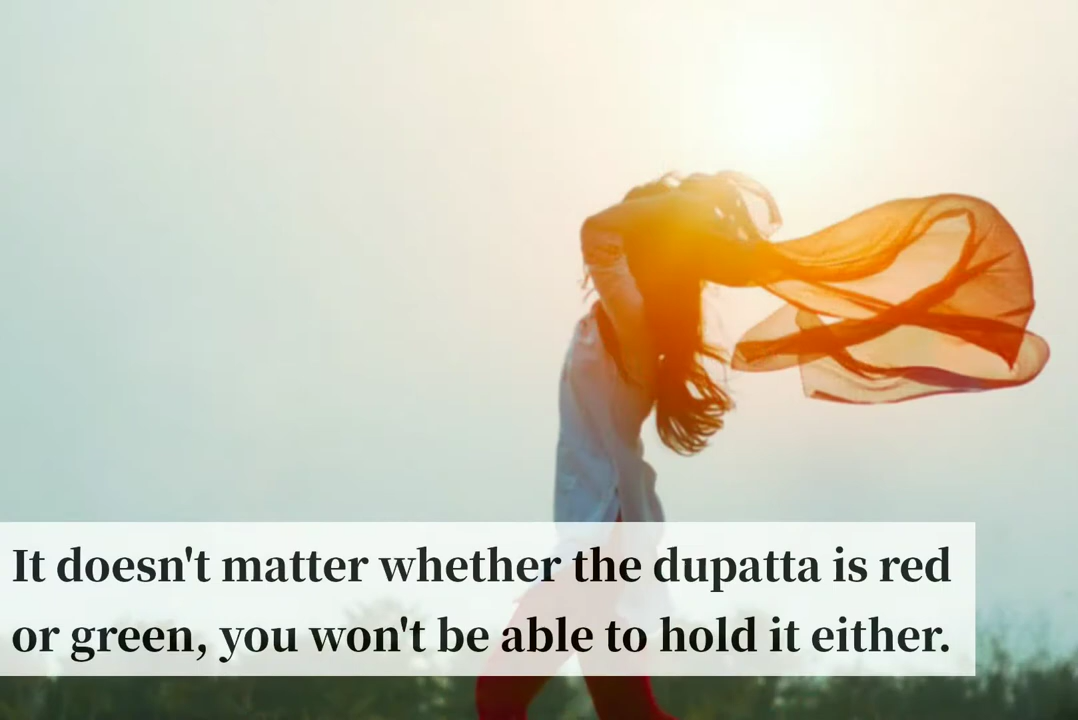 It doesn't matter whether the dupatta is red
or green, you won't be able to hold it either.